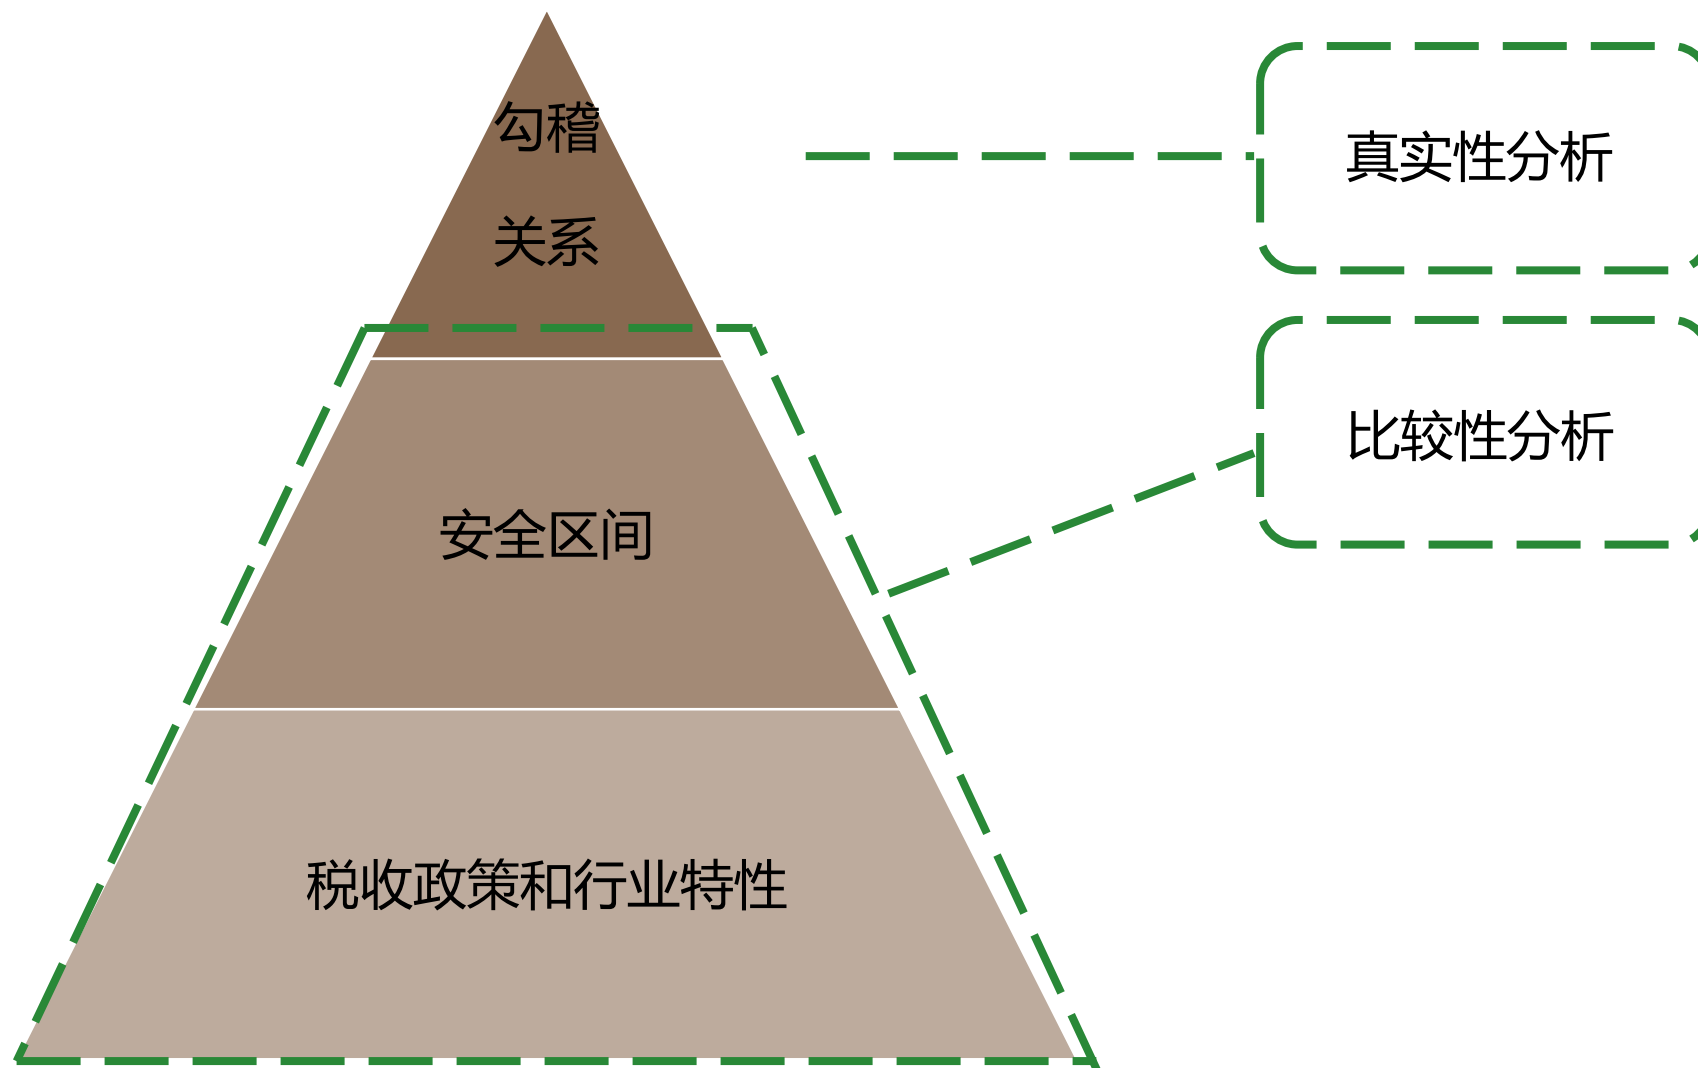 勾稽
关系
真实性分析
比较性分析
安全区间
税收政策和行业特性